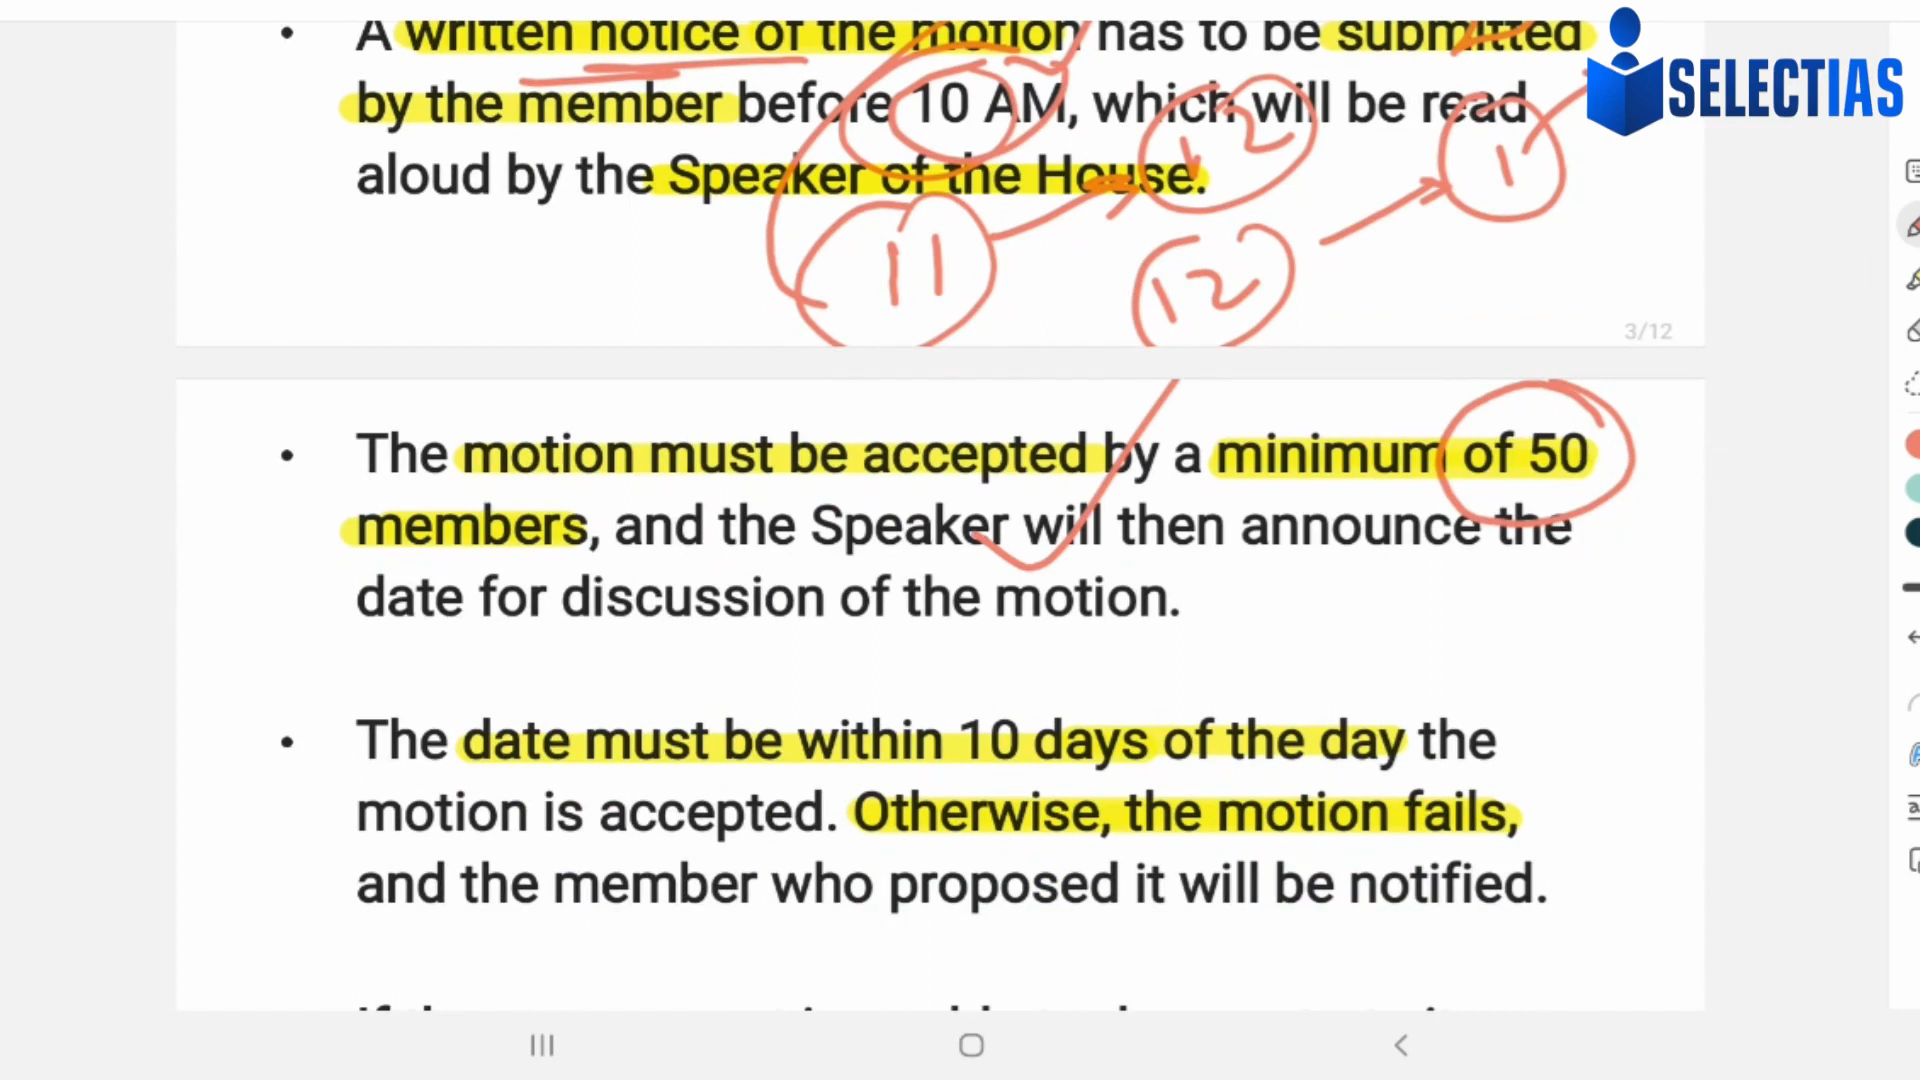 • A written notice of the motion has to be submitted
by the member before 10 AM, which will be read
aloud by the Speaker of the House.
SELECTIAS
12
1
11
12
3/12
• The motion must be accepted by a minimum of 50
members, and the Speaker will then announce the
date for discussion of the motion.
• The date must be within 10 days of the day the
motion is accepted. Otherwise, the motion fails,
and the member who proposed it will be notified.